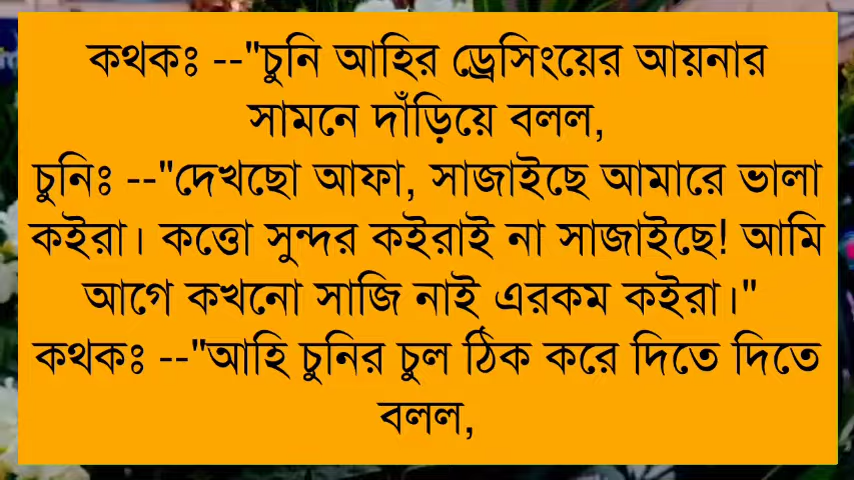 কথকঃ --"চুনি আহির ড্রেসিংয়ের আয়নার
সামনে দাঁড়িয়ে বলল,
চুনিঃ --"দেখছো আফা, সাজাইছে আমারে ভালা
কইরা। কত্তো সুন্দর কইরাই না সাজাইছে! আমি
আগে কখনো সাজি নাই এরকম কইরা।"
কথকঃ --"আহি চুনির চুল ঠিক করে দিতে দিতে
বলল,